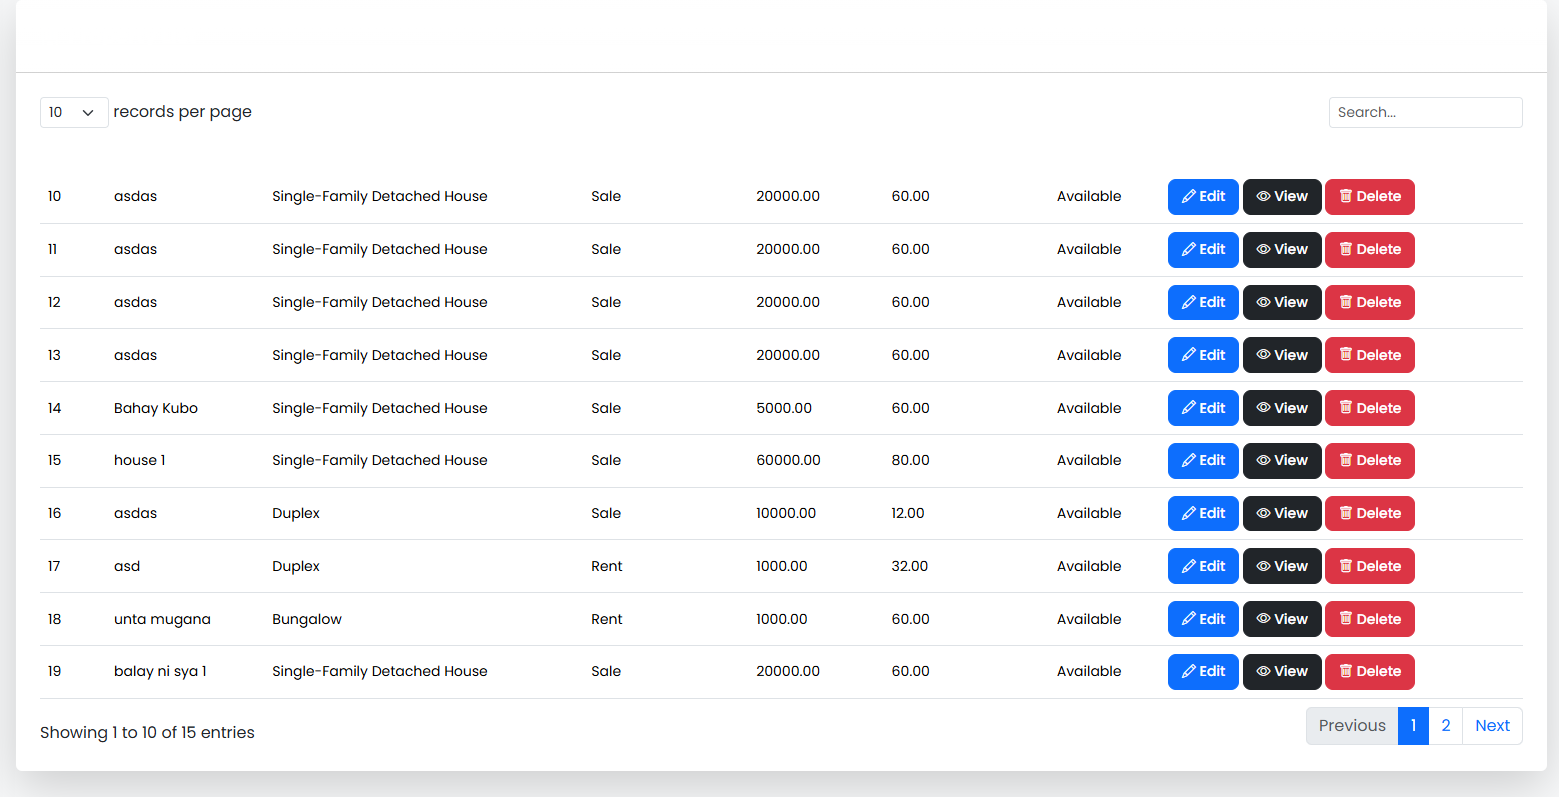 10 records per page Search...
10 asdas Single-Family Detached House Sale 20000.00 60.00 Available Edit View Delete
11 asdas Single-Family Detached House Sale 20000.00 60.00 Available Edit View Delete
12 asdas Single-Family Detached House Sale 20000.00 60.00 Available Edit View Delete
13 asdas Single-Family Detached House Sale 20000.00 60.00 Available Edit View Delete
14 Bahay Kubo Single-Family Detached House Sale 5000.00 60.00 Available Edit View Delete
15 house 1 Single-Family Detached House Sale 60000.00 80.00 Available Edit View Delete
16 asdas Duplex Sale 10000.00 12.00 Available Edit View Delete
17 asd Duplex Rent 1000.00 32.00 Available Edit View Delete
18 unta mugana Bungalow Rent 1000.00 60.00 Available Edit View Delete
19 balay ni sya 1 Single-Family Detached House Sale 20000.00 60.00 Available Edit View Delete
Showing 1 to 10 of 15 entries Previous 1 2 Next